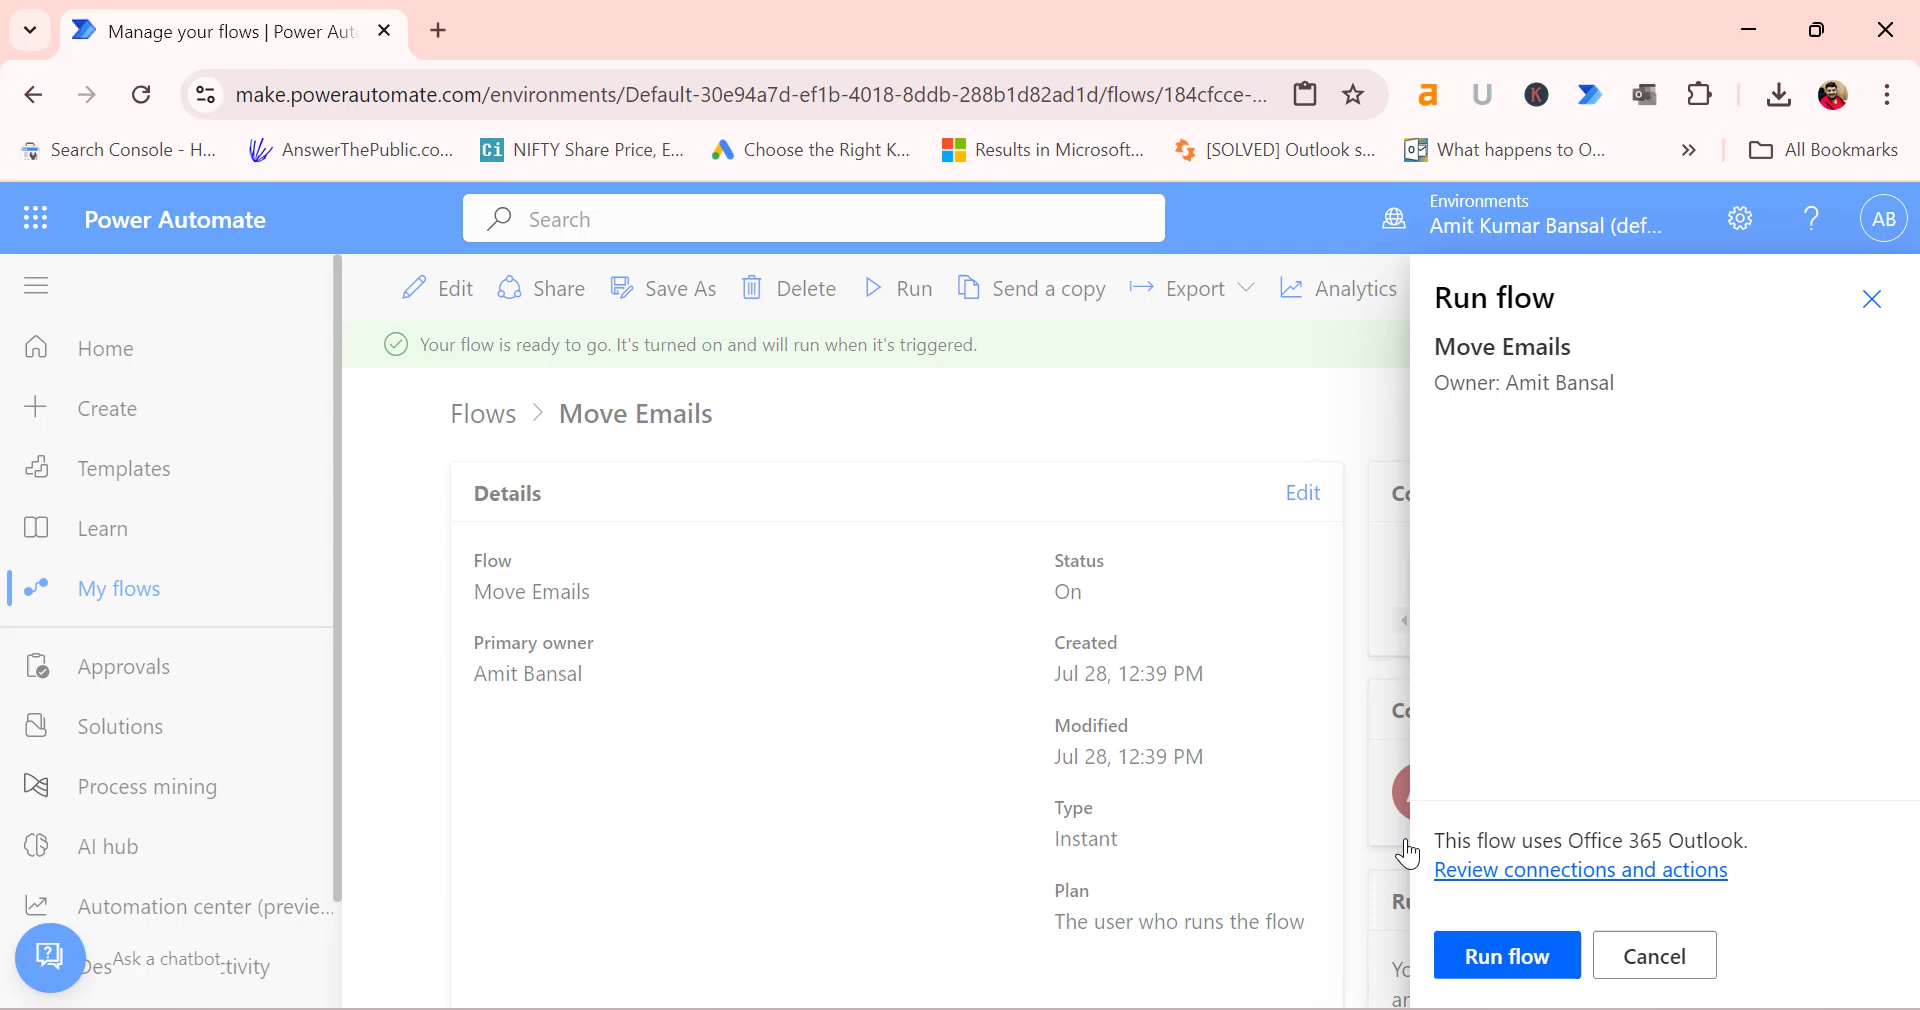 Manage your flows | Power Aut
make.powerautomate.com/environments/Default-30e94a7d-ef1b-4018-8ddb-288b1d82ad1d/flows/184cfcce-...
a U K
Search Console - H... AnswerThePublic.co... Ci NIFTY Share Price, E... Choose the Right K... Results in Microsoft... [SOLVED] Outlook s... What happens to O... » All Bookmarks
Power Automate
Search
Environments
Amit Kumar Bansal (def...
? AB
Edit Share Save As Delete Run Send a copy Export Analytics
Your flow is ready to go. It's turned on and will run when it's triggered.
Home
Create
Templates
Learn
My flows
Approvals
Solutions
Process mining
AI hub
Automation center (previe...
Ask a chatbot
Des tivity
Flows > Move Emails
Details Edit
Flow
Move Emails
Primary owner
Amit Bansal
Status
On
Created
Jul 28, 12:39 PM
Modified
Jul 28, 12:39 PM
Type
Instant
Plan
The user who runs the flow
Run flow
Move Emails
Owner: Amit Bansal
This flow uses Office 365 Outlook.
Review connections and actions
Run flow Cancel